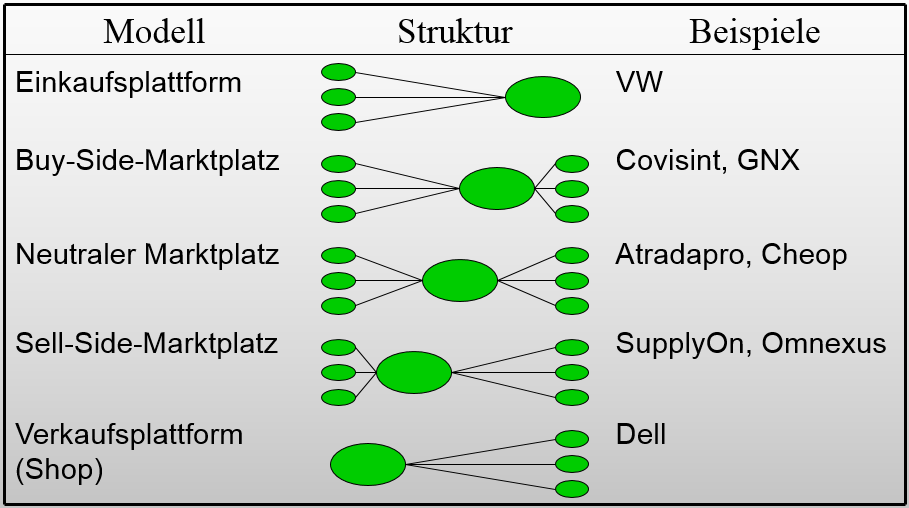 Modell Struktur Beispiele
Einkaufsplattform VW
Buy-Side-Marktplatz Covisint, GNX
Neutraler Marktplatz Atradapro, Cheop
Sell-Side-Marktplatz SupplyOn, Omnexus
Verkaufsplattform Dell
(Shop)